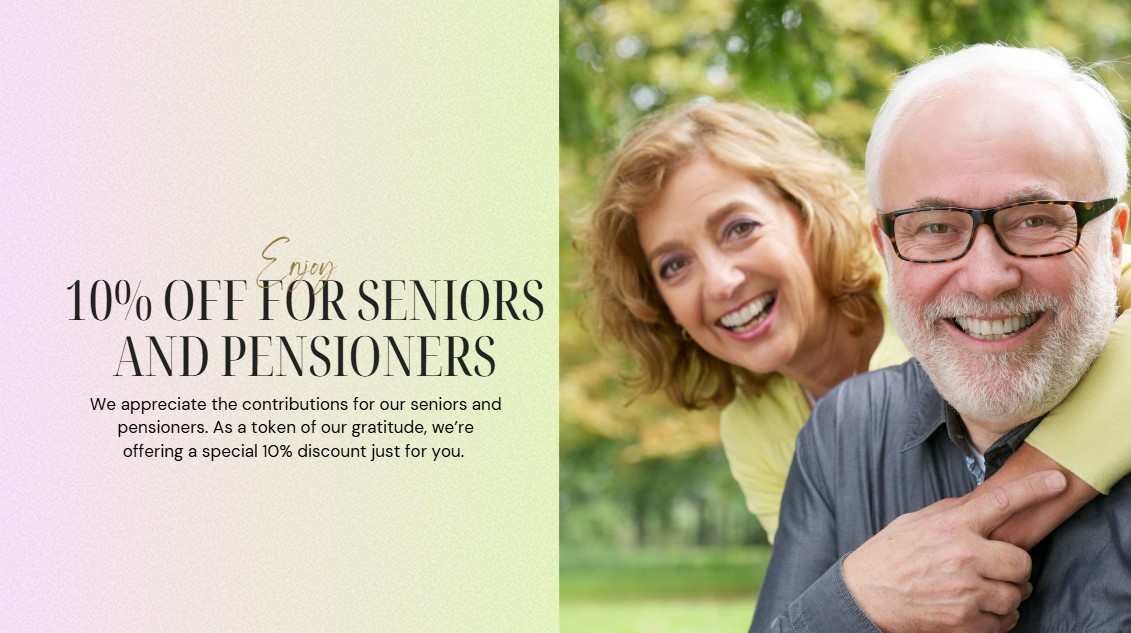 Enjoy
10% OFF FOR SENIORS
AND PENSIONERS
We appreciate the contributions for our seniors and
pensioners. As a token of our gratitude, we’re
offering a special 10% discount just for you.